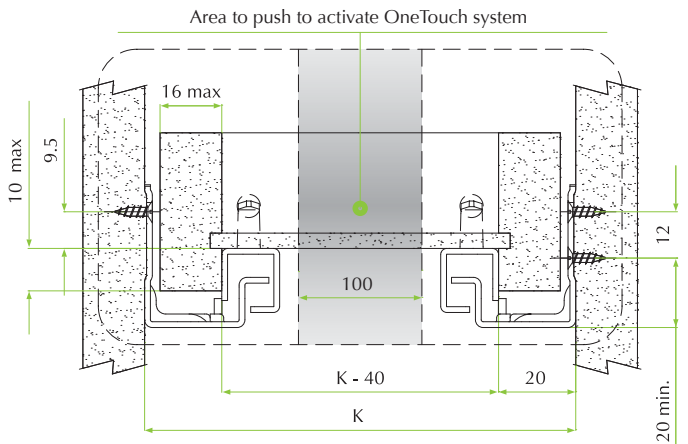 Area to push to activate OneTouch system
16 max
9.5
10 max
12
100
K - 40
20
K
20 min.